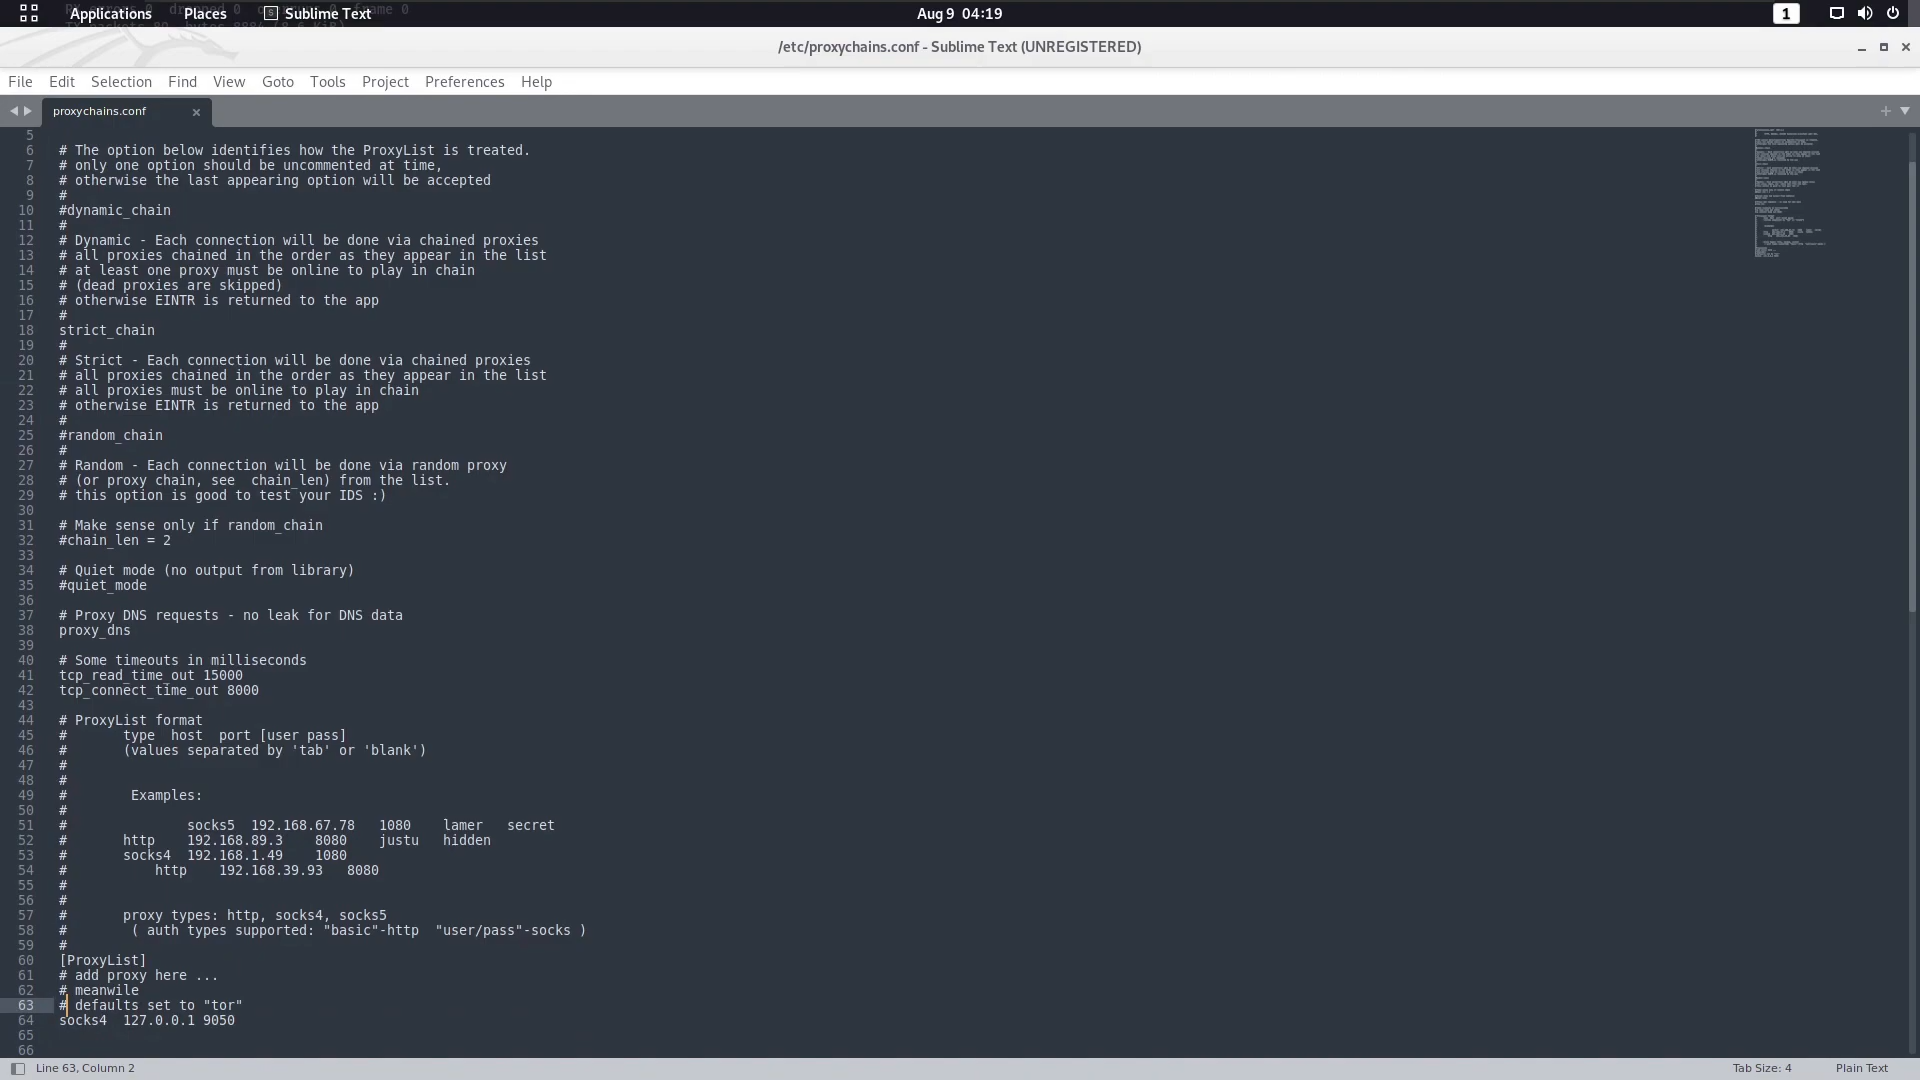 Applications Places Sublime Text Aug 9 04:19 1
/etc/proxychains.conf - Sublime Text (UNREGISTERED)
File Edit Selection Find View Goto Tools Project Preferences Help
proxychains.conf
5
6 # The option below identifies how the ProxyList is treated.
7 # only one option should be uncommented at time,
8 # otherwise the last appearing option will be accepted
9 #
10 #dynamic_chain
11 #
12 # Dynamic - Each connection will be done via chained proxies
13 # all proxies chained in the order as they appear in the list
14 # at least one proxy must be online to play in chain
15 # (dead proxies are skipped)
16 # otherwise EINTR is returned to the app
17 #
18 strict_chain
19 #
20 # Strict - Each connection will be done via chained proxies
21 # all proxies chained in the order as they appear in the list
22 # all proxies must be online to play in chain
23 # otherwise EINTR is returned to the app
24 #
25 #random_chain
26 #
27 # Random - Each connection will be done via random proxy
28 # (or proxy chain, see  chain_len) from the list.
29 # this option is good to test your IDS :)
30
31 # Make sense only if random_chain
32 #chain_len = 2
33
34 # Quiet mode (no output from library)
35 #quiet_mode
36
37 # Proxy DNS requests - no leak for DNS data
38 proxy_dns
39
40 # Some timeouts in milliseconds
41 tcp_read_time_out 15000
42 tcp_connect_time_out 8000
43
44 # ProxyList format
45 #       type  host  port [user pass]
46 #       (values separated by 'tab' or 'blank')
47 #
48 #
49 #        Examples:
50 #
51 #               socks5  192.168.67.78   1080    lamer   secret
52 #       http    192.168.89.3    8080    justu   hidden
53 #       socks4  192.168.1.49    1080
54 #           http    192.168.39.93   8080
55 #
56 #
57 #       proxy types: http, socks4, socks5
58 #        ( auth types supported: "basic"-http  "user/pass"-socks )
59 #
60 [ProxyList]
61 # add proxy here ...
62 # meanwile
63 # defaults set to "tor"
64 socks4  127.0.0.1 9050
65
66
Line 63, Column 2 Tab Size: 4 Plain Text